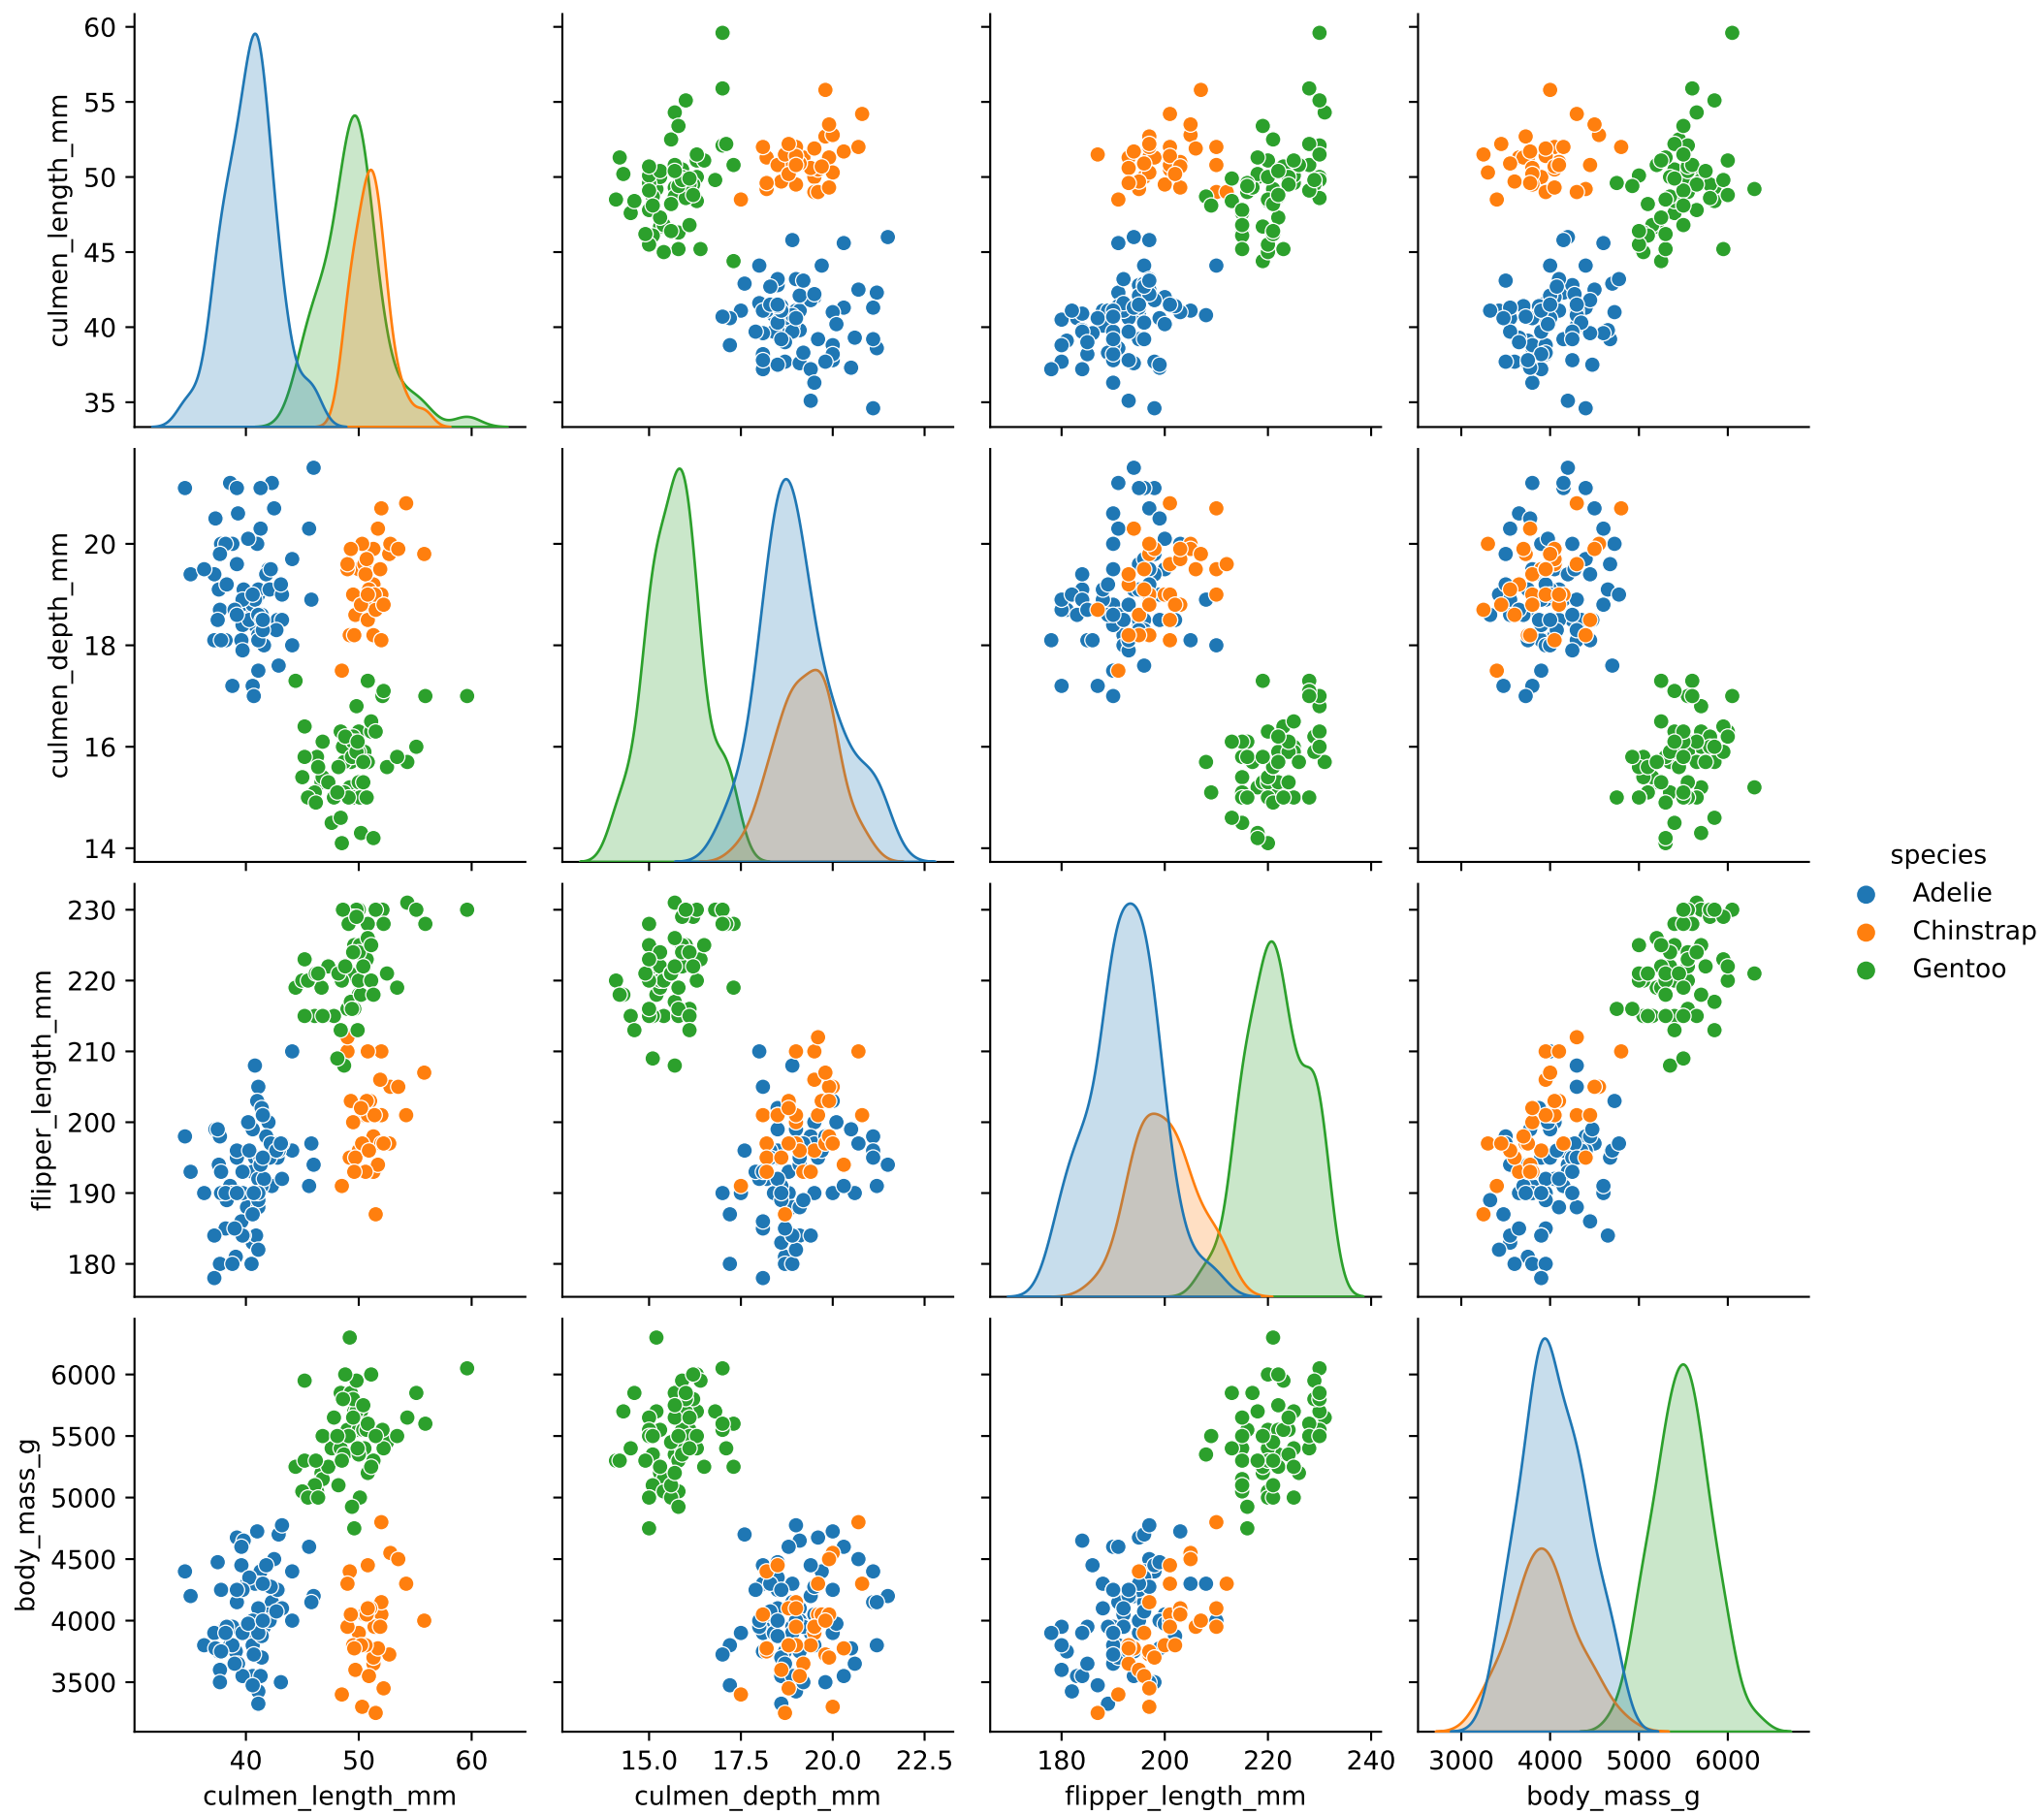 60
55
50
45
40
35
culmen_length_mm
20
18
16
14
culmen_depth_mm
230
220
210
200
190
180
flipper_length_mm
6000
5500
5000
4500
4000
3500
body_mass_g
40 50 60
culmen_length_mm
15.0 17.5 20.0 22.5
culmen_depth_mm
180 200 220 240
flipper_length_mm
3000 4000 5000 6000
body_mass_g
species
Adelie
Chinstrap
Gentoo